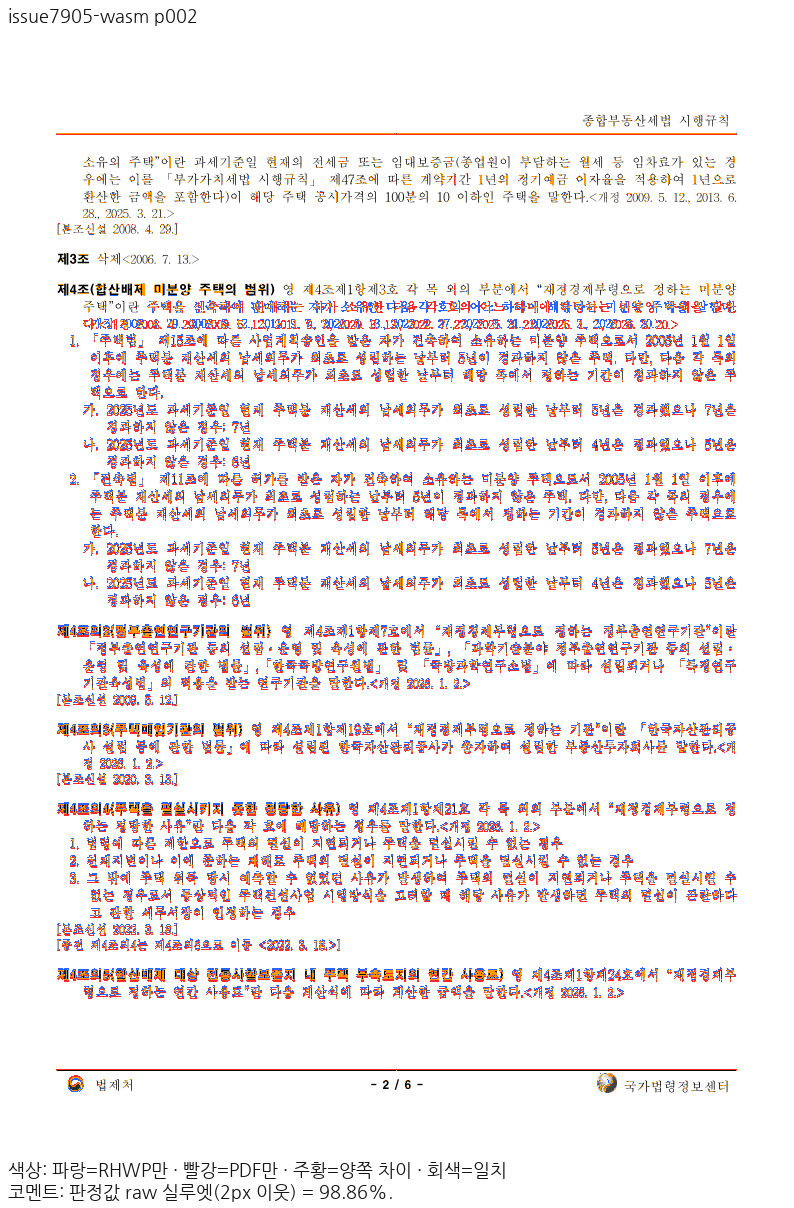 issue7905-wasm p002
종합부동산세법 시행규칙
소유의 주택”이란 과세기준일 현재의 전세금 또는 임대보증금(종업원이 부담하는 월세 등 임차료가 있는 경
우에는 이를 「부가가치세법 시행규칙」 제47조에 따른 계약기간 1년의 정기예금 이자율을 적용하여 1년으로
환산한 금액을 포함한다)이 해당 주택 공시가격의 100분의 10 이하인 주택을 말한다.<개정 2009. 5. 12., 2013. 6.
28., 2025. 3. 21.>
[본조신설 2008. 4. 29.]
제3조 삭제<2006. 7. 13.>
제4조(합산배제 미분양 주택의 범위) 영 제4조제1항제3호 각 목 외의 부분에서 “재정경제부령으로 정하는 미분양
주택”이란 주택을
1. 「주택법」 제15조에 따른 사업계획승인을 받은 자가 건축하여 소유하는 미분양 주택으로서 2005년 1월 1일
이후에 주택분 재산세의 납세의무가 최초로 성립하는 날부터 5년이 경과하지 않은 주택. 다만, 다음 각 목의
경우에는 주택분 재산세의 납세의무가 최초로 성립한 날부터 해당 목에서 정하는 기간이 경과하지 않은 주
택으로 한다.
가. 2025년도 과세기준일 현재 주택분 재산세의 납세의무가 최초로 성립한 날부터 5년은 경과했으나 7년은
경과하지 않은 경우: 7년
나. 2025년도 과세기준일 현재 주택분 재산세의 납세의무가 최초로 성립한 날부터 4년은 경과했으나 5년은
경과하지 않은 경우: 6년
2. 「건축법」 제11조에 따른 허가를 받은 자가 건축하여 소유하는 미분양 주택으로서 2005년 1월 1일 이후에
주택분 재산세의 납세의무가 최초로 성립하는 날부터 5년이 경과하지 않은 주택. 다만, 다음 각 목의 경우에
는 주택분 재산세의 납세의무가 최초로 성립한 날부터 해당 목에서 정하는 기간이 경과하지 않은 주택으로
한다.
가. 2025년도 과세기준일 현재 주택분 재산세의 납세의무가 최초로 성립한 날부터 5년은 경과했으나 7년은
경과하지 않은 경우: 7년
나. 2025년도 과세기준일 현재 주택분 재산세의 납세의무가 최초로 성립한 날부터 4년은 경과했으나 5년은
경과하지 않은 경우: 6년
제4조의2(정부출연연구기관의 범위) 영 제4조제1항제7호에서 “재정경제부령으로 정하는 정부출연연구기관”이란
「정부출연연구기관 등의 설립ㆍ운영 및 육성에 관한 법률」, 「과학기술분야 정부출연연구기관 등의 설립ㆍ
운영 및 육성에 관한 법률」, 「한국국방연구원법」 및 「국방과학연구소법」에 따라 설립되거나 「특정연구
기관육성법」의 적용을 받는 연구기관을 말한다.<개정 2026. 1. 2.>
[본조신설 2009. 5. 12.]
제4조의3(주택매입기관의 범위) 영 제4조제1항제19호에서 “재정경제부령으로 정하는 기관”이란 「한국자산관리공
사 설립 등에 관한 법률」에 따라 설립된 한국자산관리공사가 출자하여 설립한 부동산투자회사를 말한다.<개
정 2026. 1. 2.>
[본조신설 2020. 3. 13.]
제4조의4(주택을 멸실시키지 못한 정당한 사유) 영 제4조제1항제21호 각 목 외의 부분에서 “재정경제부령으로 정
하는 정당한 사유”란 다음 각 호에 해당하는 경우를 말한다.<개정 2026. 1. 2.>
1. 법령에 따른 제한으로 주택의 멸실이 지연되거나 주택을 멸실시킬 수 없는 경우
2. 천재지변이나 이에 준하는 재해로 주택의 멸실이 지연되거나 주택을 멸실시킬 수 없는 경우
3. 그 밖에 주택 취득 당시 예측할 수 없었던 사유가 발생하여 주택의 멸실이 지연되거나 주택을 멸실시킬 수
없는 경우로서 통상적인 주택건설사업 시행방식을 고려할 때 해당 사유가 발생하면 주택의 멸실이 곤란하다
고 관할 세무서장이 인정하는 경우
[본조신설 2022. 3. 18.]
[종전 제4조의4는 제4조의5로 이동 <2022. 3. 18.>]
제4조의5(합산배제 대상 전통사찰보존지 내 주택 부속토지의 연간 사용료) 영 제4조제1항제24호에서 “재정경제부
령으로 정하는 연간 사용료”란 다음 계산식에 따라 계산한 금액을 말한다.<개정 2026. 1. 2.>
법제처
- 2 / 6 -
국가법령정보센터
색상: 파랑=RHWP만 · 빨강=PDF만 · 주황=양쪽 차이 · 회색=일치
코멘트: 판정값 raw 실루엣(2px 이웃) = 98.86%.